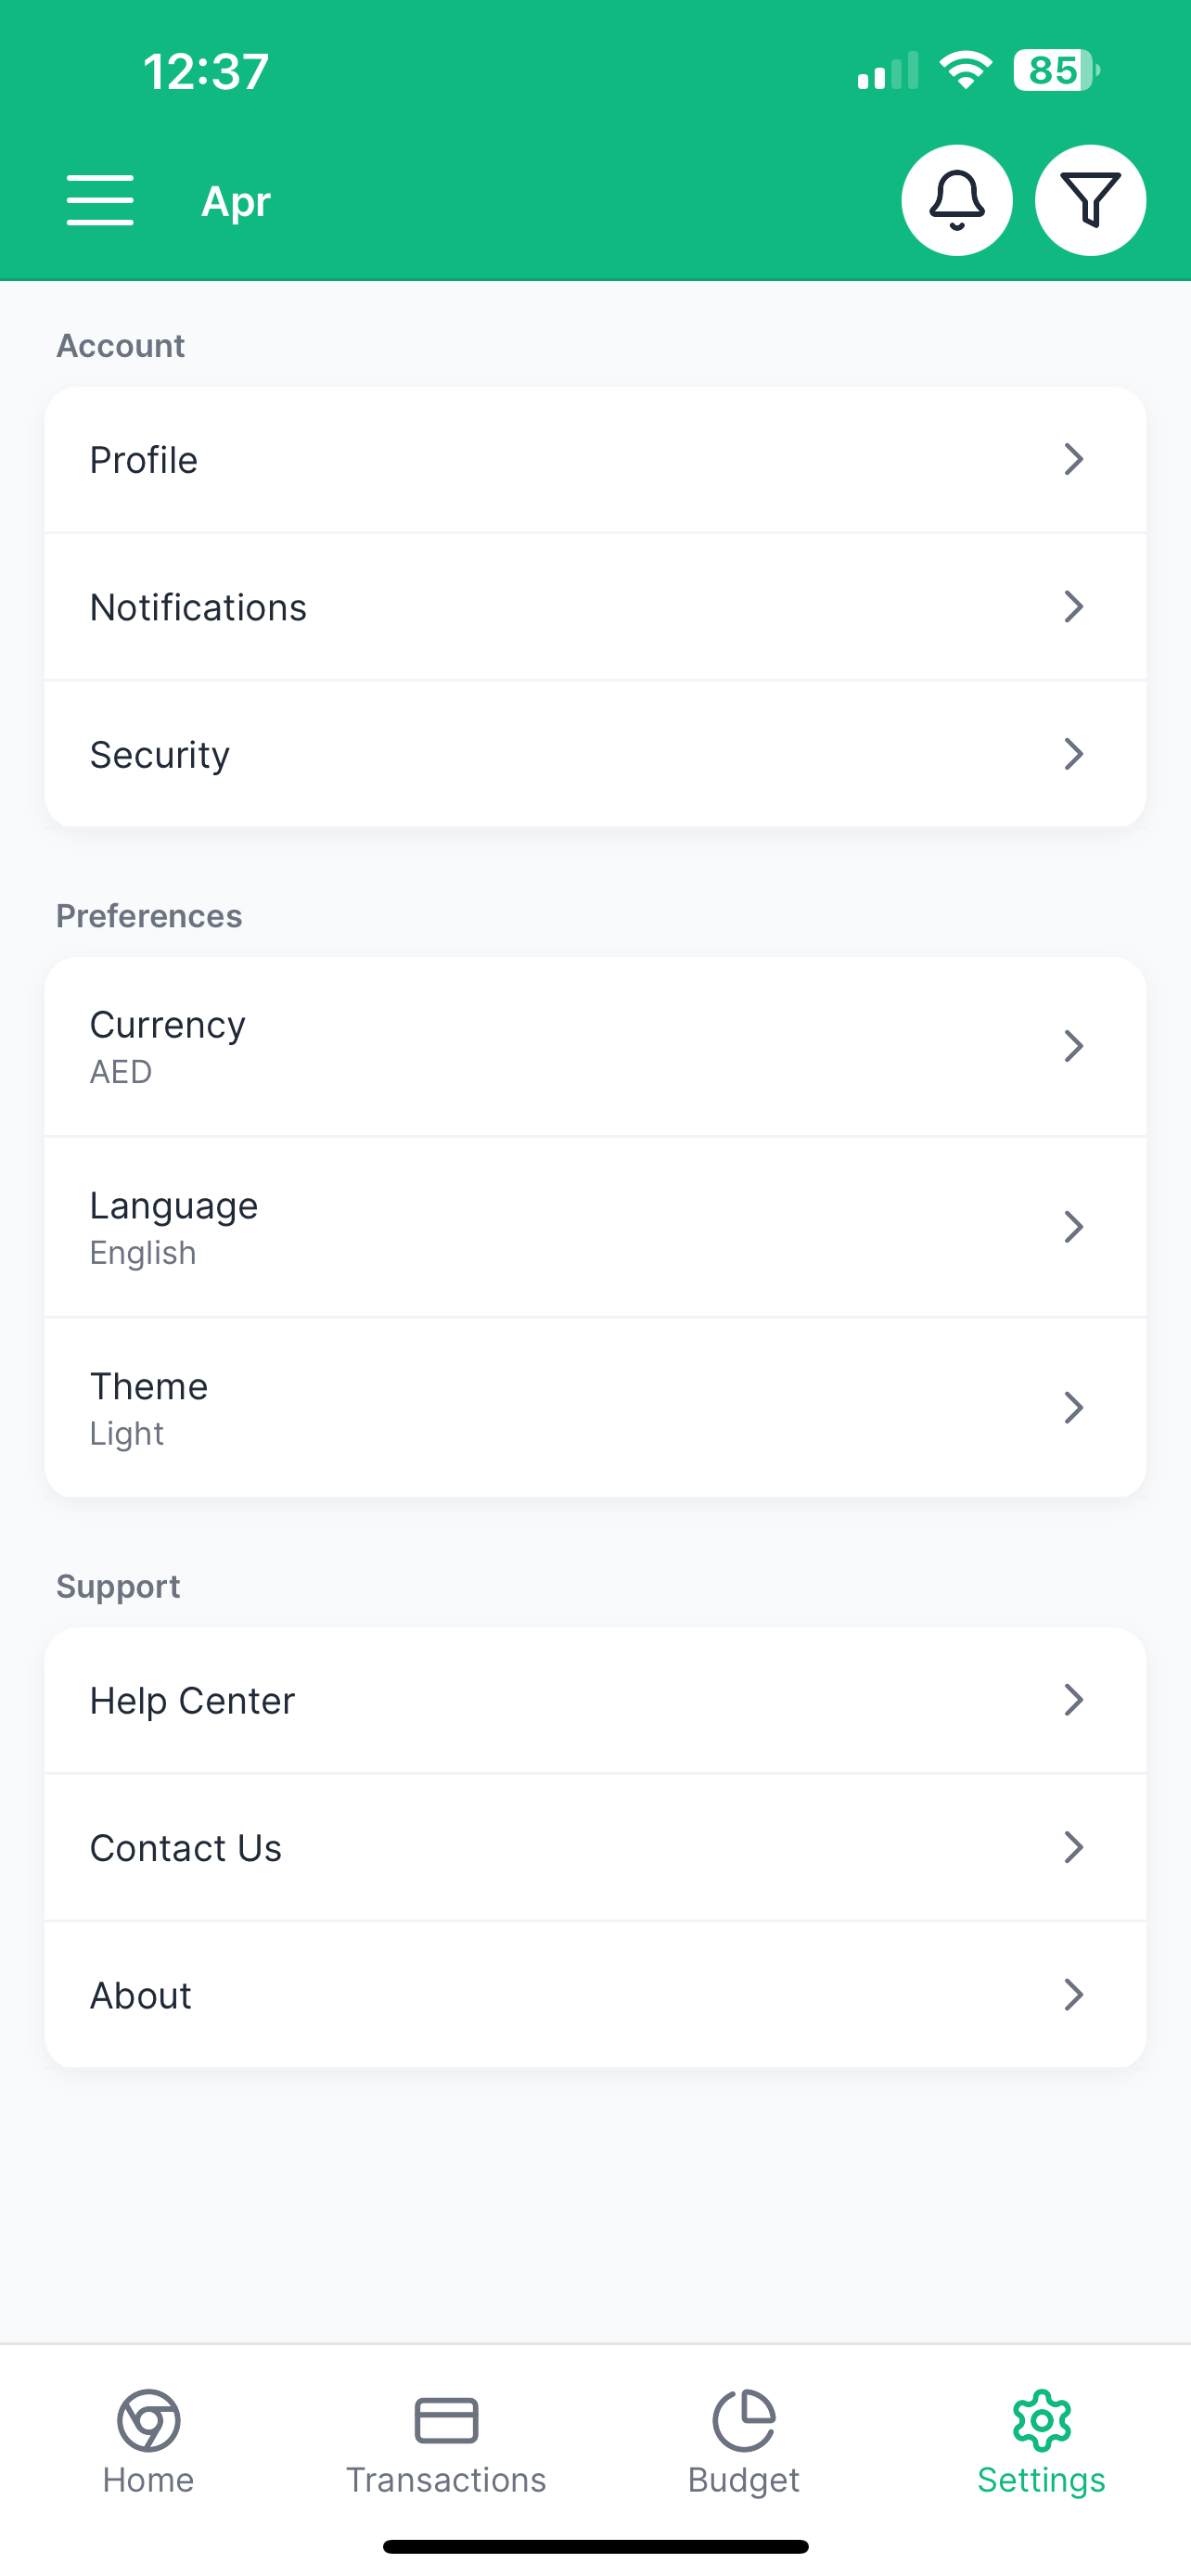 12:37
85
Apr
Account
Profile
Notifications
Security
Preferences
Currency
AED
Language
English
Theme
Light
Support
Help Center
Contact Us
About
Home
Transactions
Budget
Settings